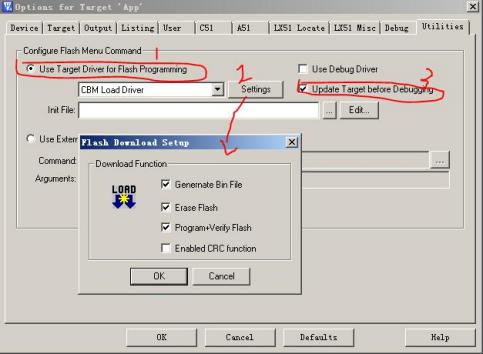 Options for Target 'App'
Device Target Output Listing User C51 A51 LX51 Locate LX51 Misc Debug Utilities
Configure Flash Menu Command
1
Use Target Driver for Flash Programming
2
Use Debug Driver
3
CBM Load Driver
Settings
Update Target before Debugging
Init File:
...
Edit...
Use Exter
Flash Download Setup
Command:
...
Arguments:
Download Function
LOAD
Genernate Bin File
Erase Flash
Program+Verify Flash
Enabled CRC function
OK
Cancel
OK
Cancel
Defaults
Help